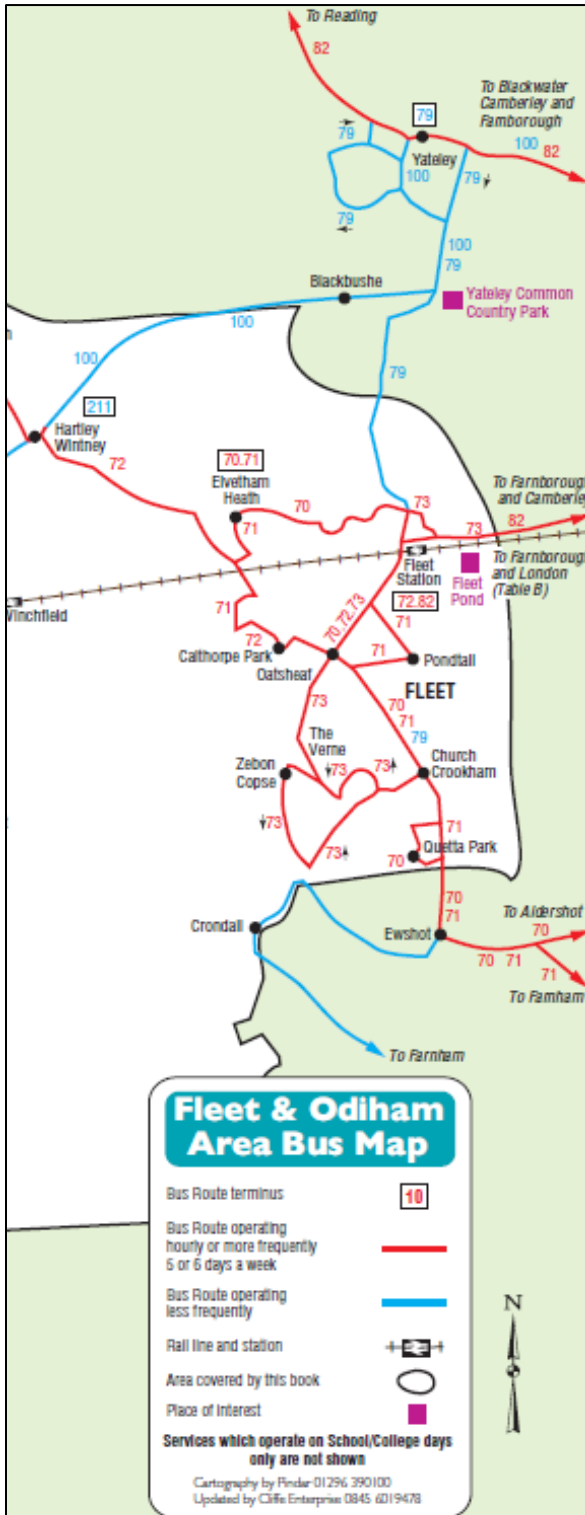 To Reading
82
To Blackwater
Camberley and
Farnborough
79
79
Yateley
100
82
100
79
79
100
79
Blackbushe
Yateley Common
Country Park
100
100
79
211
Hartley
Wintney
72
70.71
Elvetham
Heath
70
71
73
To Farnborough
and Camberley
82
73
Fleet
Station
Fleet
Pond
To Farnborough
and London
(Table B)
Winchfield
72.82
70.72.73
71
71
72
71
Calthorpe Park
Oatsheaf
Pondtail
FLEET
73
70
71
79
The
Verne
Zebon
Copse
73
73
Church
Crookham
73
73
71
Quetta Park
70
70
71
To Aldershot
70
Crondall
Ewshot
70 71
71
To Farnham
To Farnham
Fleet & Odiham
Area Bus Map
Bus Route terminus
10
Bus Route operating
hourly or more frequently
5 or 6 days a week
Bus Route operating
less frequently
Rail line and station
Area covered by this book
Place of interest
N
Services which operate on School/College days
only are not shown
Cartography by Pindar 01296 390100
Updated by Cliffe Enterprise 0845 6019478